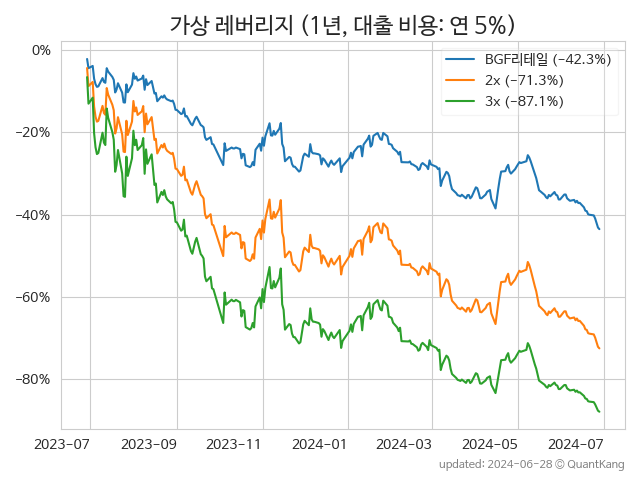 가상 레버리지 (1년, 대출 비용: 연 5%)
BGF리테일 (−42.3%)
2x (−71.3%)
3x (−87.1%)
0%
−20%
−40%
−60%
−80%
2023-07 2023-09 2023-11 2024-01 2024-03 2024-05 2024-07
updated: 2024-06-28 © QuantKang